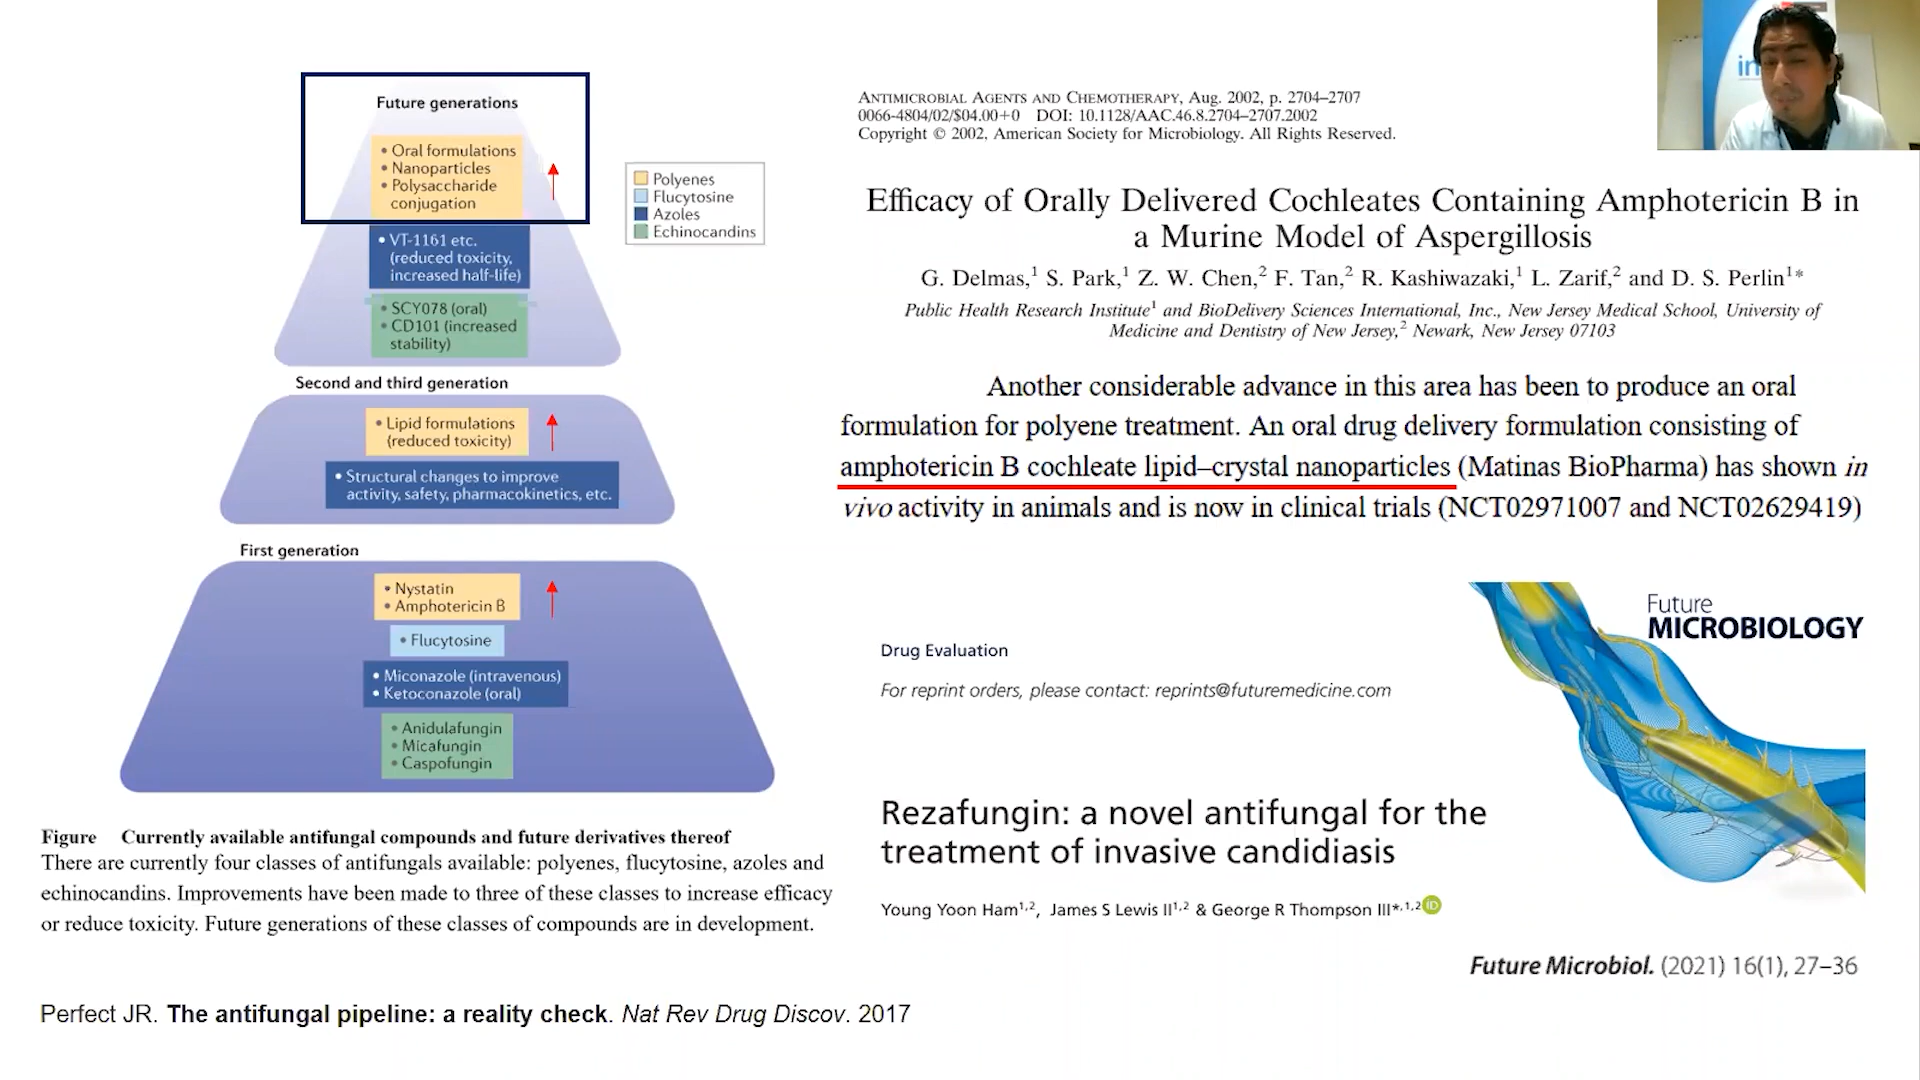 Future generations
• Oral formulations
• Nanoparticles
• Polysaccharide
conjugation
• VT-1161 etc.
(reduced toxicity,
increased half-life)
• SCY078 (oral)
• CD101 (increased
stability)
Polyenes
Flucytosine
Azoles
Echinocandins
Second and third generation
• Lipid formulations
(reduced toxicity)
• Structural changes to improve
activity, safety, pharmacokinetics, etc.
First generation
• Nystatin
• Amphotericin B
• Flucytosine
• Miconazole (intravenous)
• Ketoconazole (oral)
• Anidulafungin
• Micafungin
• Caspofungin
Figure Currently available antifungal compounds and future derivatives thereof
There are currently four classes of antifungals available: polyenes, flucytosine, azoles and
echinocandins. Improvements have been made to three of these classes to increase efficacy
or reduce toxicity. Future generations of these classes of compounds are in development.
Perfect JR. The antifungal pipeline: a reality check. Nat Rev Drug Discov. 2017
ANTIMICROBIAL AGENTS AND CHEMOTHERAPY, Aug. 2002, p. 2704–2707
0066-4804/02/$04.00+0 DOI: 10.1128/AAC.46.8.2704–2707.2002
Copyright © 2002, American Society for Microbiology. All Rights Reserved.
Efficacy of Orally Delivered Cochleates Containing Amphotericin B in
a Murine Model of Aspergillosis
G. Delmas,1 S. Park,1 Z. W. Chen,2 F. Tan,2 R. Kashiwazaki,1 L. Zarif,2 and D. S. Perlin1*
Public Health Research Institute1 and BioDelivery Sciences International, Inc., New Jersey Medical School, University of
Medicine and Dentistry of New Jersey,2 Newark, New Jersey 07103
Another considerable advance in this area has been to produce an oral
formulation for polyene treatment. An oral drug delivery formulation consisting of
amphotericin B cochleate lipid–crystal nanoparticles (Matinas BioPharma) has shown in
vivo activity in animals and is now in clinical trials (NCT02971007 and NCT02629419)
Future
MICROBIOLOGY
Drug Evaluation
For reprint orders, please contact: reprints@futuremedicine.com
Rezafungin: a novel antifungal for the
treatment of invasive candidiasis
Young Yoon Ham1,2, James S Lewis II1,2 & George R Thompson III*,1,2 iD
Future Microbiol. (2021) 16(1), 27–36